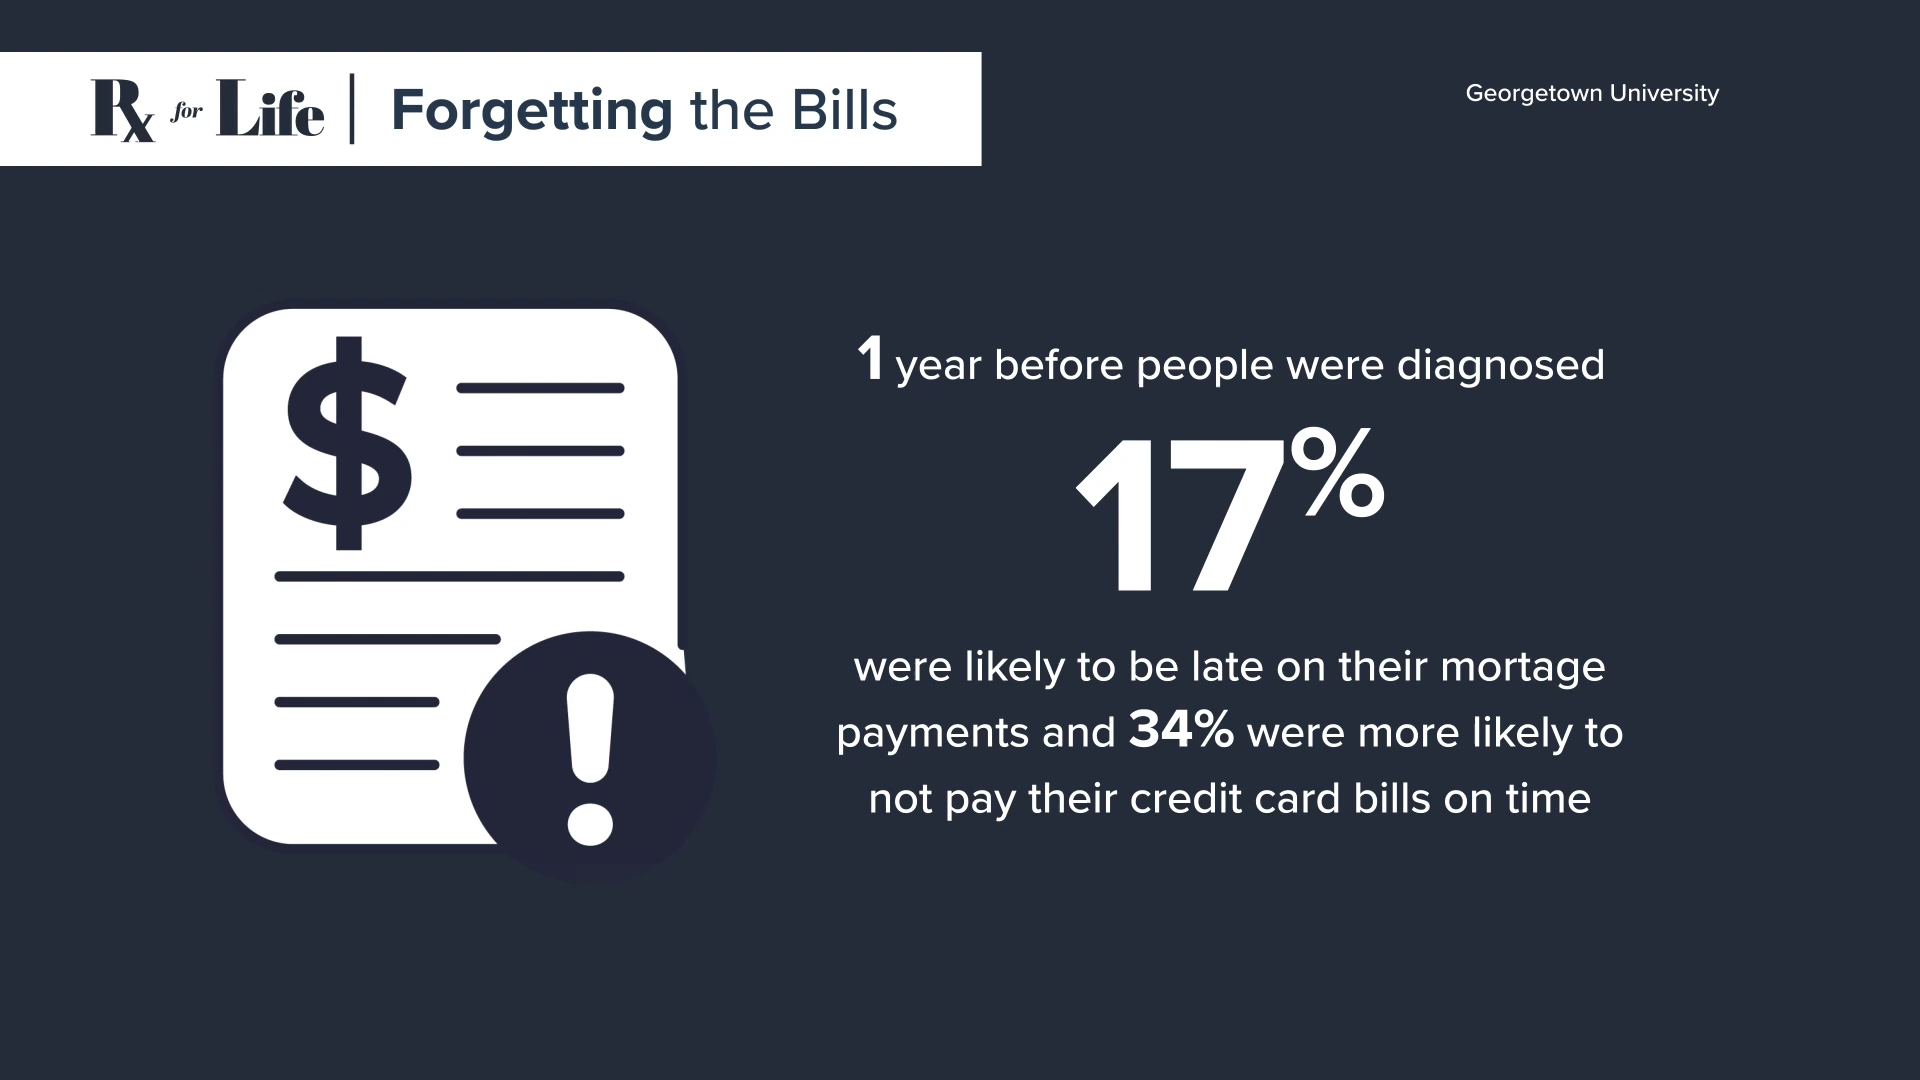 Rx for Life | Forgetting the Bills
Georgetown University
$
1 year before people were diagnosed
17%
were likely to be late on their mortage
payments and 34% were more likely to
not pay their credit card bills on time
!